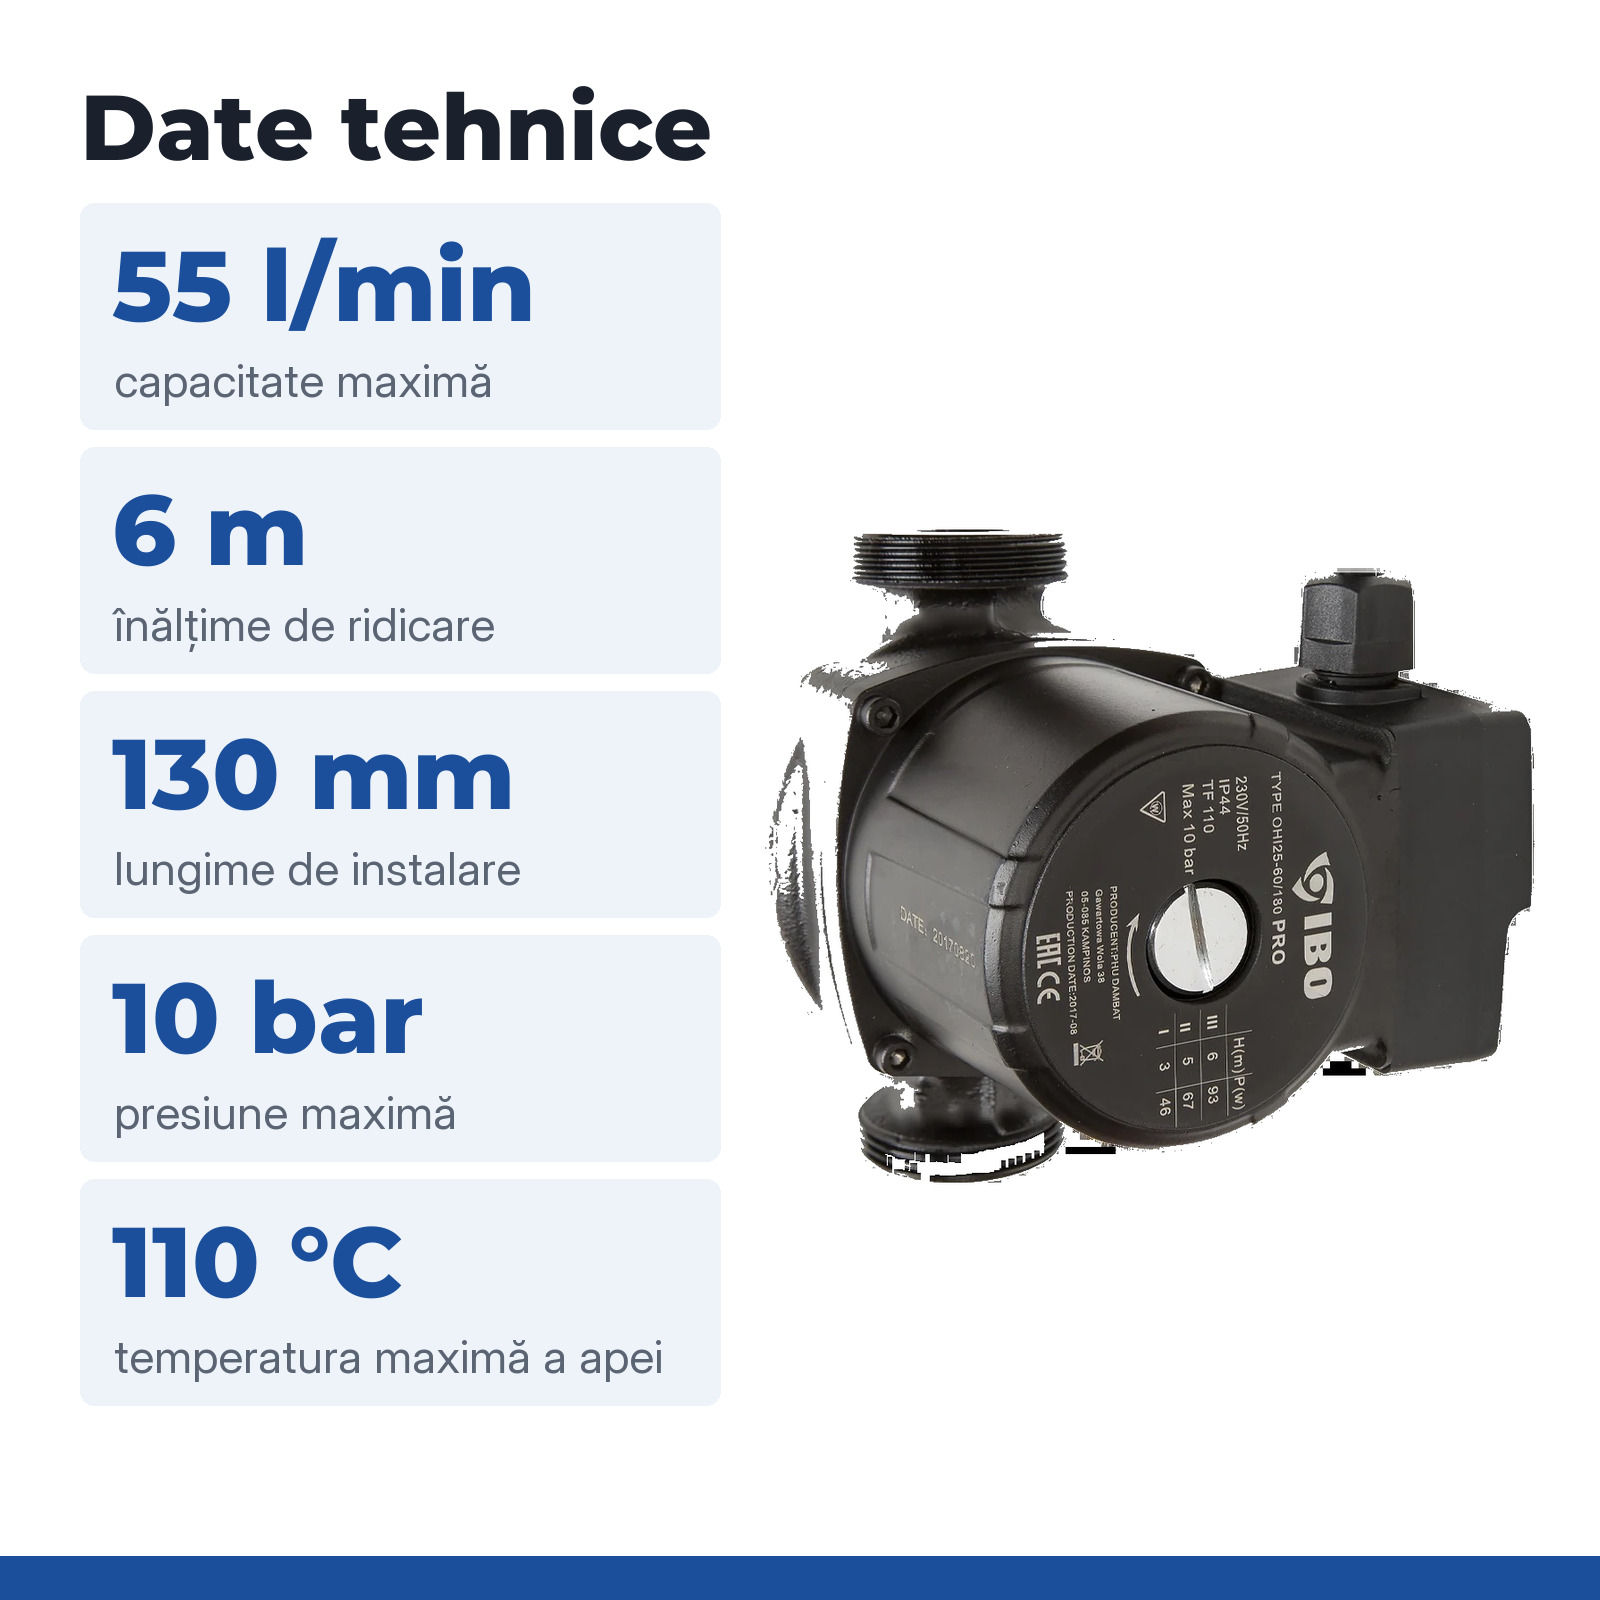 Date tehnice
55 l/min
capacitate maximă
6 m
înălțime de ridicare
130 mm
lungime de instalare
10 bar
presiune maximă
110 °C
temperatura maximă a apei
IBO
TYPE OHI25-60/180 PRO
230V/50Hz
IP44
TF 110
Max 10 bar
PRODUCENT:PHU DAMBAT
Gawartowa Wola 38
05-085 KAMPINOS
PRODUCTION DATE:2017-08
EAC CE
H(m) P(w)
III 6 93
II 5 67
I 3 46
DATE: 20170820